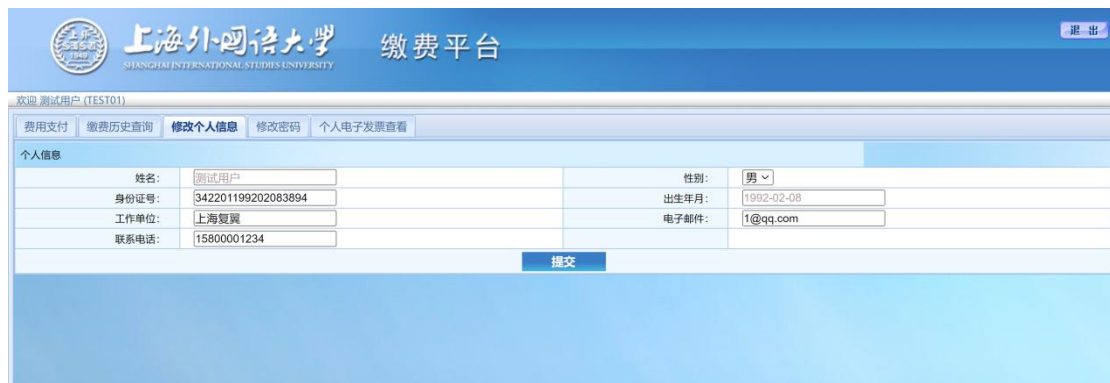 上海外国语大学 缴费平台
SHANGHAI INTERNATIONAL STUDIES UNIVERSITY
1949
退 出
欢迎 测试用户 (TEST01)
费用支付 缴费历史查询 修改个人信息 修改密码 个人电子发票查看
个人信息
姓名: 测试用户 性别: 男
身份证号: 342201199202083894 出生年月: 1992-02-08
工作单位: 上海复翼 电子邮件: 1@qq.com
联系电话: 15800001234
提交